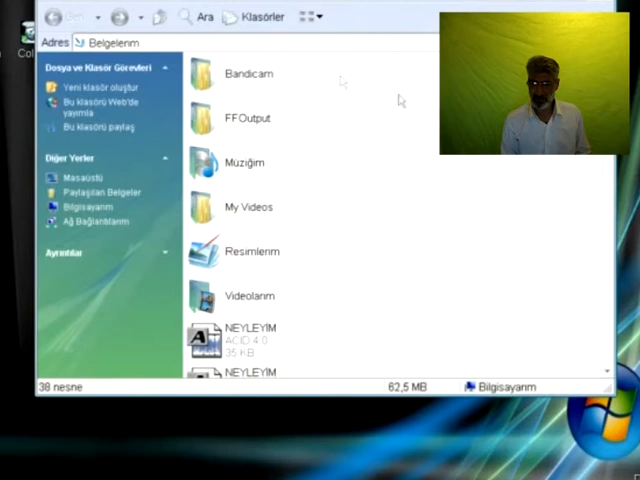 Geri Ara Klasörler
Adres Belgelerim
Col
Dosya ve Klasör Görevleri
Yeni klasör oluştur
Bu klasörü Web'de
yayımla
Bu klasörü paylaş
Diğer Yerler
Masaüstü
Paylaşılan Belgeler
Bilgisayarım
Ağ Bağlantılarım
Ayrıntılar
Bandicam
FFOutput
Müziğim
My Videos
Resimlerim
Videolarım
NEYLEYİM
ACID 4.0
35 KB
NEYLEYİM
38 nesne 62,5 MB Bilgisayarım